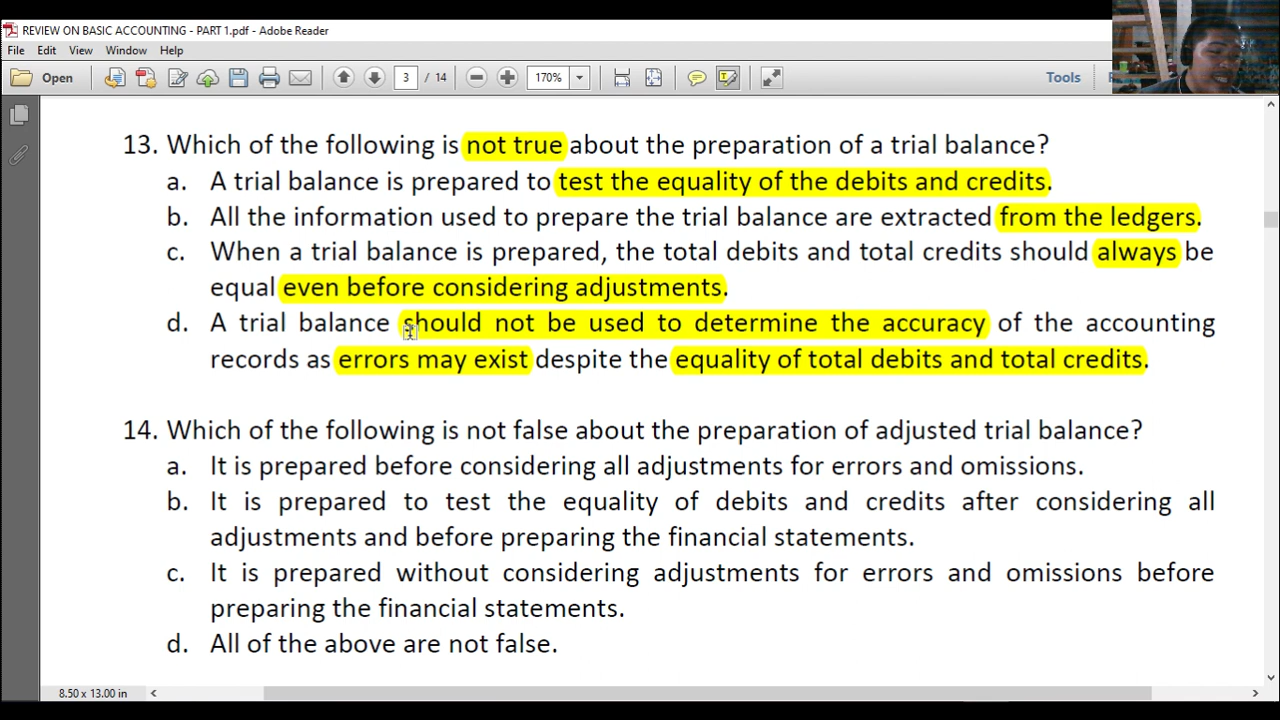 REVIEW ON BASIC ACCOUNTING - PART 1.pdf - Adobe Reader
File Edit View Window Help
Open 3 / 14 170% Tools
13. Which of the following is not true about the preparation of a trial balance?
a. A trial balance is prepared to test the equality of the debits and credits.
b. All the information used to prepare the trial balance are extracted from the ledgers.
c. When a trial balance is prepared, the total debits and total credits should always be
equal even before considering adjustments.
d. A trial balance should not be used to determine the accuracy of the accounting
records as errors may exist despite the equality of total debits and total credits.
14. Which of the following is not false about the preparation of adjusted trial balance?
a. It is prepared before considering all adjustments for errors and omissions.
b. It is prepared to test the equality of debits and credits after considering all
adjustments and before preparing the financial statements.
c. It is prepared without considering adjustments for errors and omissions before
preparing the financial statements.
d. All of the above are not false.
8.50 x 13.00 in